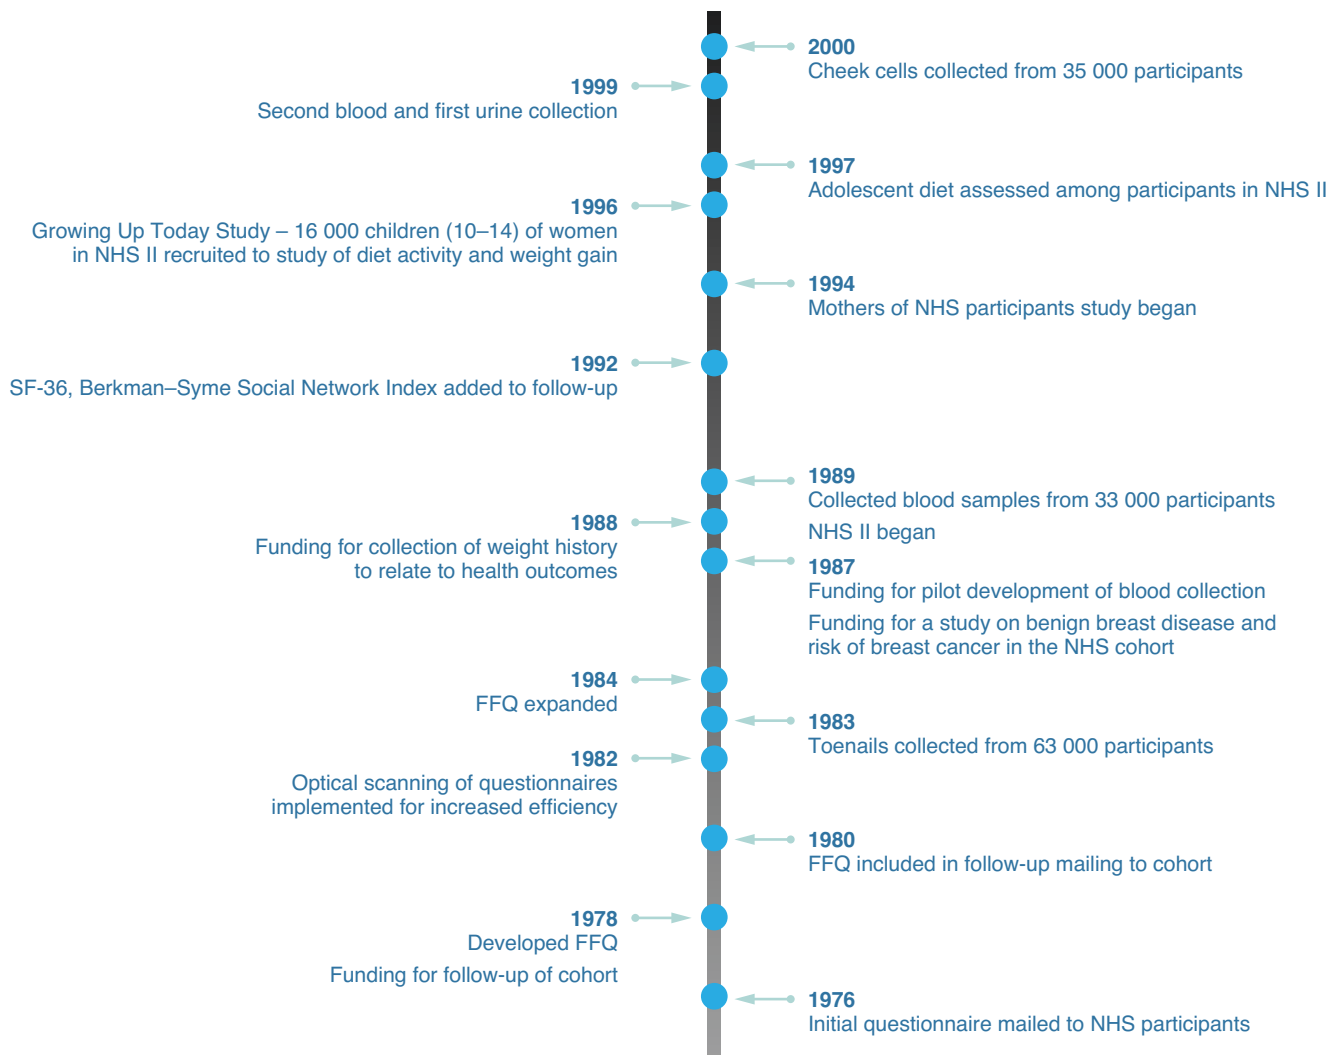 2000
Cheek cells collected from 35 000 participants
1999
Second blood and first urine collection
1997
Adolescent diet assessed among participants in NHS II
1996
Growing Up Today Study – 16 000 children (10–14) of women
in NHS II recruited to study of diet activity and weight gain
1994
Mothers of NHS participants study began
1992
SF-36, Berkman–Syme Social Network Index added to follow-up
1989
Collected blood samples from 33 000 participants
NHS II began
1988
Funding for collection of weight history
to relate to health outcomes
1987
Funding for pilot development of blood collection
Funding for a study on benign breast disease and
risk of breast cancer in the NHS cohort
1984
FFQ expanded
1983
Toenails collected from 63 000 participants
1982
Optical scanning of questionnaires
implemented for increased efficiency
1980
FFQ included in follow-up mailing to cohort
1978
Developed FFQ
Funding for follow-up of cohort
1976
Initial questionnaire mailed to NHS participants